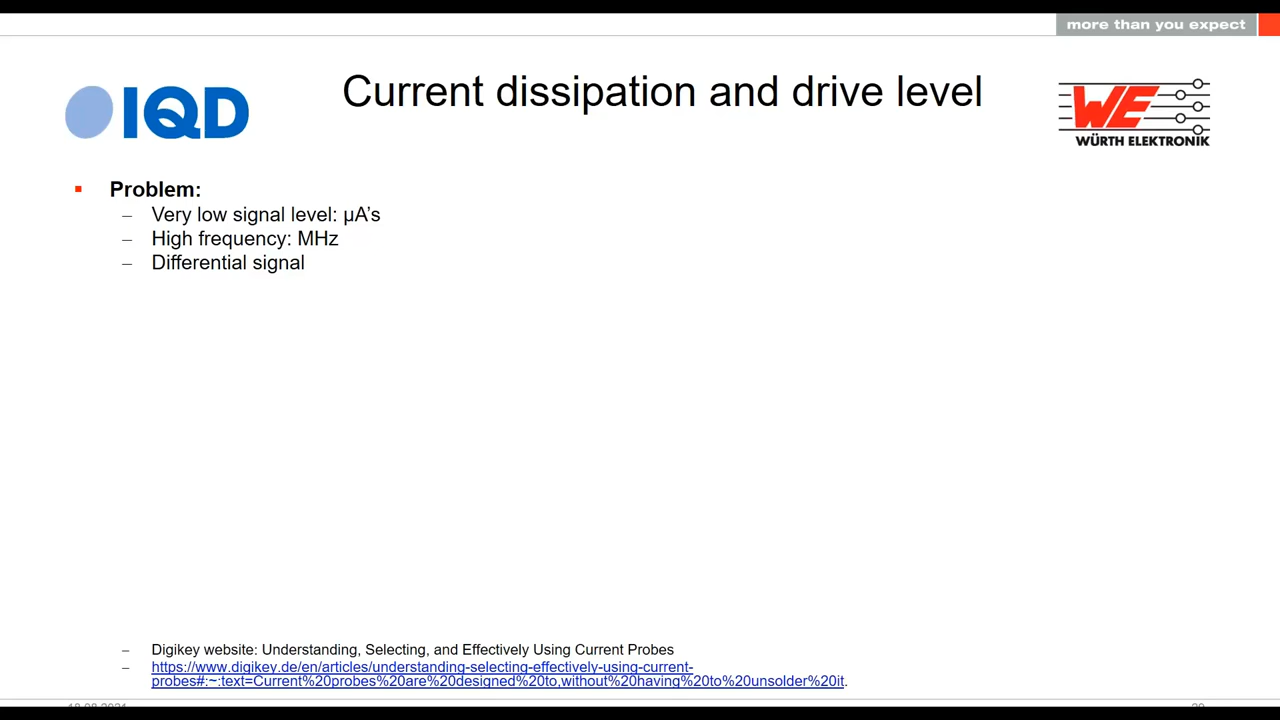 more than you expect
IQD
Current dissipation and drive level
WE
WÜRTH ELEKTRONIK
Problem:
– Very low signal level: µA’s
– High frequency: MHz
– Differential signal
– Digikey website: Understanding, Selecting, and Effectively Using Current Probes
– https://www.digikey.de/en/articles/understanding-selecting-effectively-using-current-
probes#:~:text=Current%20probes%20are%20designed%20to,without%20having%20to%20unsolder%20it.